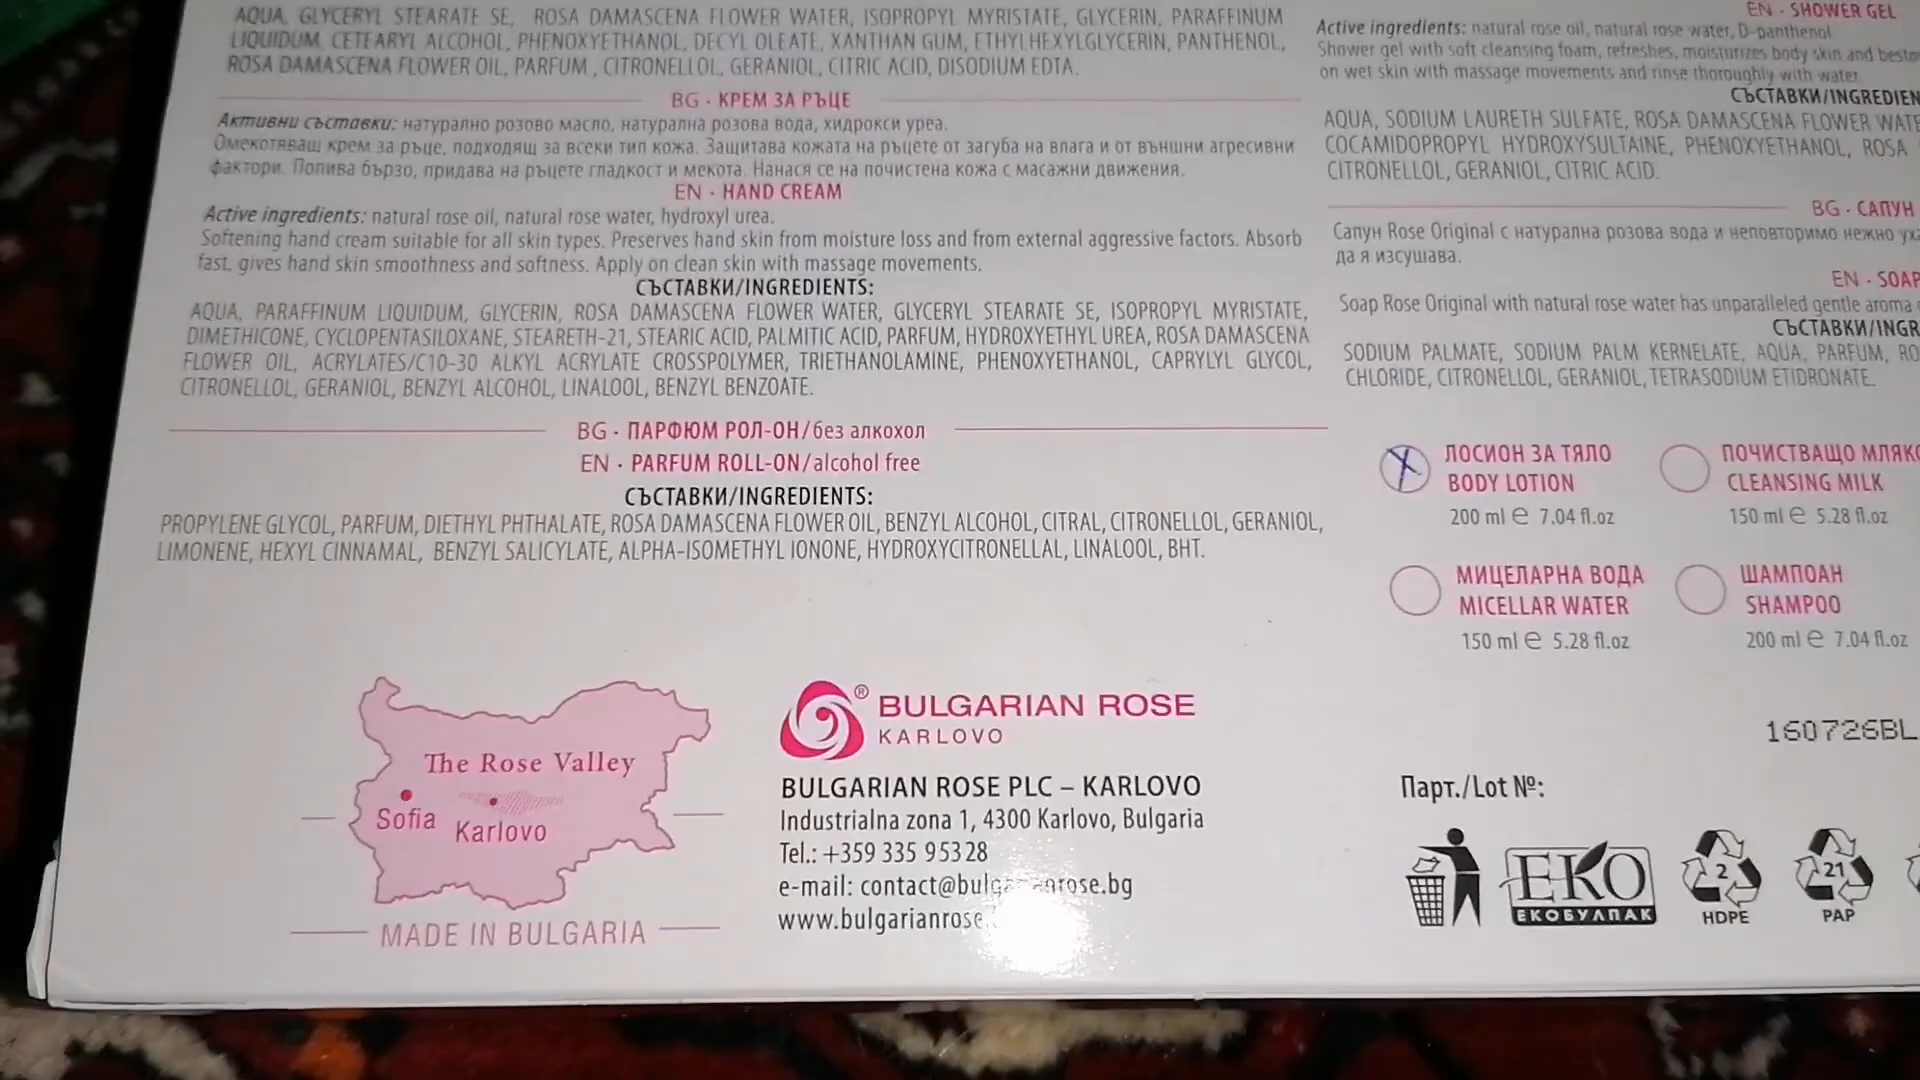 AQUA, GLYCERYL STEARATE SE, ROSA DAMASCENA FLOWER WATER, ISOPROPYL MYRISTATE, GLYCERIN, PARAFFINUM
LIQUIDUM, CETEARYL ALCOHOL, PHENOXYETHANOL, DECYL OLEATE, XANTHAN GUM, ETHYLHEXYLGLYCERIN, PANTHENOL,
ROSA DAMASCENA FLOWER OIL, PARFUM, CITRONELLOL, GERANIOL, CITRIC ACID, DISODIUM EDTA.
BG · КРЕМ ЗА РЪЦЕ
Активни съставки: натурално розово масло, натурална розова вода, хидрокси уреа.
Омекотяващ крем за ръце, подходящ за всеки тип кожа. Защитава кожата на ръцете от загуба на влага и от външни агресивни
фактори. Попива бързо, придава на ръцете гладкост и мекота. Нанася се на почистена кожа с масажни движения.
EN · HAND CREAM
Active ingredients: natural rose oil, natural rose water, hydroxyl urea.
Softening hand cream suitable for all skin types. Preserves hand skin from moisture loss and from external aggressive factors. Absorb
fast, gives hand skin smoothness and softness. Apply on clean skin with massage movements.
СЪСТАВКИ/INGREDIENTS:
AQUA, PARAFFINUM LIQUIDUM, GLYCERIN, ROSA DAMASCENA FLOWER WATER, GLYCERYL STEARATE SE, ISOPROPYL MYRISTATE,
DIMETHICONE, CYCLOPENTASILOXANE, STEARETH-21, STEARIC ACID, PALMITIC ACID, PARFUM, HYDROXYETHYL UREA, ROSA DAMASCENA
FLOWER OIL, ACRYLATES/C10-30 ALKYL ACRYLATE CROSSPOLYMER, TRIETHANOLAMINE, PHENOXYETHANOL, CAPRYLYL GLYCOL,
CITRONELLOL, GERANIOL, BENZYL ALCOHOL, LINALOOL, BENZYL BENZOATE.
BG · ПАРФЮМ РОЛ-ОН/без алкохол
EN · PARFUM ROLL-ON/alcohol free
СЪСТАВКИ/INGREDIENTS:
PROPYLENE GLYCOL, PARFUM, DIETHYL PHTHALATE, ROSA DAMASCENA FLOWER OIL, BENZYL ALCOHOL, CITRAL, CITRONELLOL, GERANIOL,
LIMONENE, HEXYL CINNAMAL, BENZYL SALICYLATE, ALPHA-ISOMETHYL IONONE, HYDROXYCITRONELLAL, LINALOOL, BHT.
The Rose Valley
Sofia
Karlovo
MADE IN BULGARIA
® BULGARIAN ROSE
KARLOVO
BULGARIAN ROSE PLC – KARLOVO
Industrialna zona 1, 4300 Karlovo, Bulgaria
Tel.: +359 335 95328
e-mail:
www.bulgarianrose.
EN · SHOWER GEL
Active ingredients: natural rose oil, natural rose water, D-panthenol
Shower gel with soft cleansing foam, refreshes, moisturizes body skin and
on wet skin with massage movements and rinse thoroughly with water.
СЪСТАВКИ/INGREDIEN
AQUA, SODIUM LAURETH SULFATE, ROSA DAMASCENA FLOWER WATE
COCAMIDOPROPYL HYDROXYSULTAINE, PHENOXYETHANOL, ROSA
CITRONELLOL, GERANIOL, CITRIC ACID.
BG · САПУН
Сапун Rose Original с натурална розова вода и неповторимо нежно
да я изсушава.
EN · SOAP
Soap Rose Original with natural rose water has unparalleled gentle aroma
СЪСТАВКИ/INGR
SODIUM PALMATE, SODIUM PALM KERNELATE, AQUA, PARFUM, RO
CHLORIDE, CITRONELLOL, GERANIOL, TETRASODIUM ETIDRONATE.
X ЛОСИОН ЗА ТЯЛО
BODY LOTION
200 ml e 7.04 fl.oz
ПОЧИСТВАЩО МЛЯКО
CLEANSING MILK
150 ml e 5.28 fl.oz
МИЦЕЛАРНА ВОДА
MICELLAR WATER
150 ml e 5.28 fl.oz
ШАМПОАН
SHAMPOO
200 ml e 7.04 fl.oz
160726BL
Парт./Lot №:
ЕКО
ЕКОБУЛПАК
2
HDPE
21
PAP